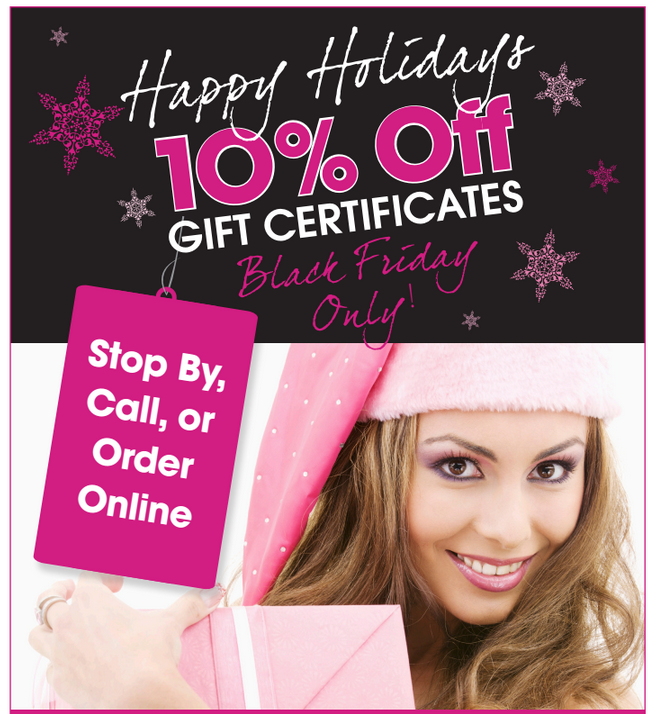 Happy Holidays
10% Off
GIFT CERTIFICATES
Black Friday
Only!
Stop By,
Call, or
Order
Online